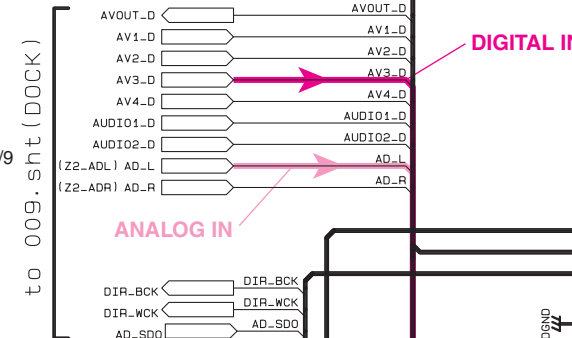 AVOUT_D AVOUT_D
AV1_D AV1_D
AV2_D AV2_D
DIGITAL IN
AV3_D AV3_D
AV4_D AV4_D
AUDIO1_D AUDIO1_D
AUDIO2_D AUDIO2_D
/9
(Z2_ADL) AD_L AD_L
(Z2_ADR) AD_R AD_R
to 009.sht(DOCK)
ANALOG IN
DIR_BCK DIR_BCK
DIR_WCK DIR_WCK
AD_SDO AD_SDO
DGND